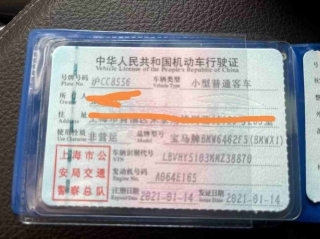 中华人民共和国机动车行驶证
Vehicle License of the People's Republic of China
号牌号码 沪CC8556 车辆类型 小型普通客车
Plate No. Vehicle Type
所 人
Owner
住
使用性质 非营运 品牌型号 宝马牌BMW6462F3(BMWX1)
Use Character Model
上海市公
安局交通
警察总队
车辆识别代号 LBVHY5103MMZ38870
VIN
发动机号码 A064E165
Engine No.
注册日期 2021-01-14 发证日期 2021-01-14
Register Date Issue Date